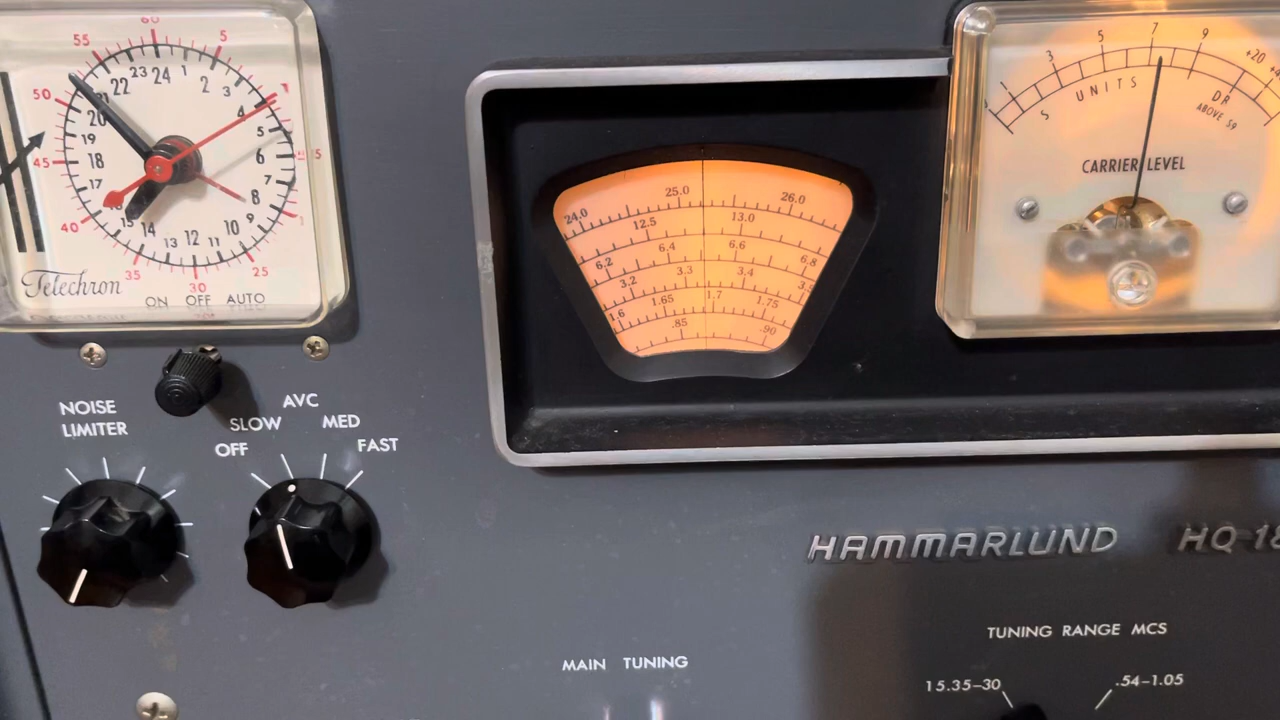 60
55
5
50
45
40
35
30
25
24
1
2
3
4
5
6
7
8
9
10
11
12
13
14
16
17
18
19
20
21
22
23
Telechron
ON OFF AUTO
NOISE
LIMITER
AVC
SLOW
MED
OFF
FAST
24.0 25.0 26.0
12.5 13.0
6.2 6.4 6.6 6.8
3.2 3.3 3.4
1.6 1.65 1.7 1.75
.85 .90
3 5 7 9 +20
UNITS
S
DB
ABOVE S9
CARRIER LEVEL
HAMMARLUND HQ-18
MAIN TUNING
TUNING RANGE MCS
15.35–30
.54–1.05